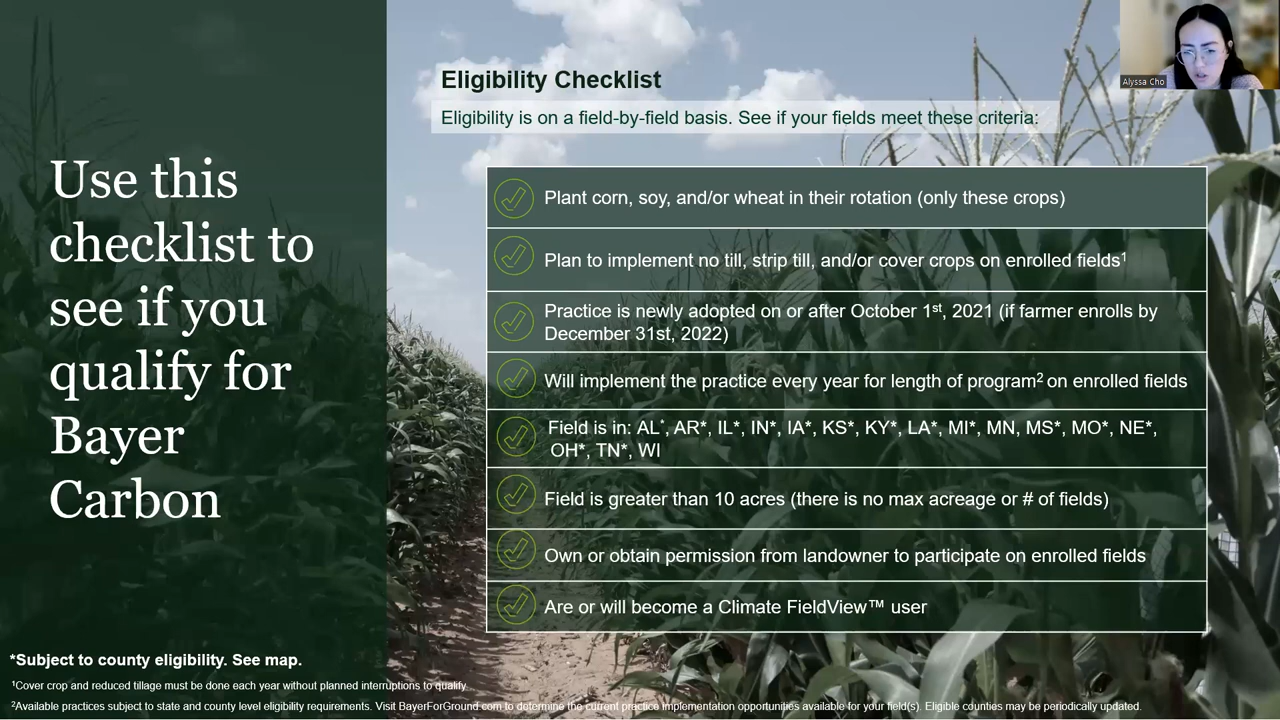 Use this
checklist to
see if you
qualify for
Bayer
Carbon
Eligibility Checklist
Eligibility is on a field-by-field basis. See if your fields meet these criteria:
Plant corn, soy, and/or wheat in their rotation (only these crops)
Plan to implement no till, strip till, and/or cover crops on enrolled fields¹
Practice is newly adopted on or after October 1st, 2021 (if farmer enrolls by
December 31st, 2022)
Will implement the practice every year for length of program² on enrolled fields
Field is in: AL*, AR*, IL*, IN*, IA*, KS*, KY*, LA*, MI*, MN, MS*, MO*, NE*,
OH*, TN*, WI
Field is greater than 10 acres (there is no max acreage or # of fields)
Own or obtain permission from landowner to participate on enrolled fields
Are or will become a Climate FieldView™ user
Alyssa Cho
*Subject to county eligibility. See map.
¹Cover crop and reduced tillage must be done each year without planned interruptions to qualify.
²Available practices subject to state and county level eligibility requirements. Visit BayerForGround.com to determine the current practice implementation opportunities available for your field(s). Eligible counties may be periodically updated.